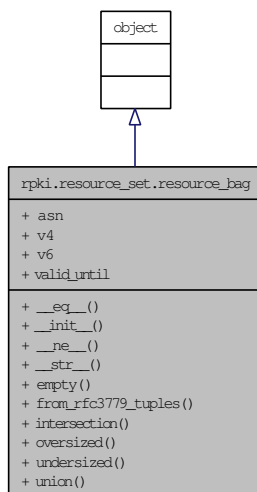 object
rpki.resource_set.resource_bag
+ asn
+ v4
+ v6
+ valid_until
+ __eq__()
+ __init__()
+ __ne__()
+ __str__()
+ empty()
+ from_rfc3779_tuples()
+ intersection()
+ oversized()
+ undersized()
+ union()